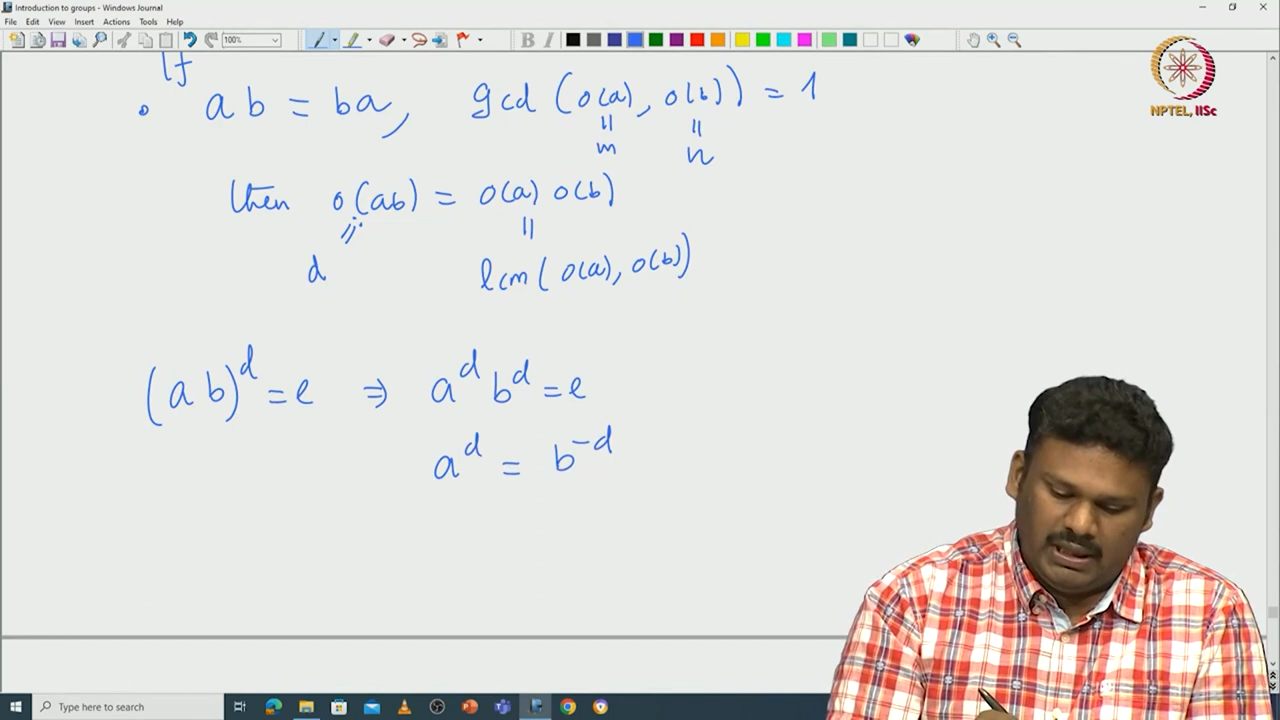 Introduction to groups - Windows Journal
File Edit View Insert Actions Tools Help
100% B I
If
• ab = ba, gcd (o(a), o(b)) = 1
|| ||
m n
then o(ab) = o(a) o(b)
|| ||
d lcm(o(a), o(b))
(ab)^d = e ⇒ a^d b^d = e
a^d = b^-d
NPTEL, IISc
Type here to search